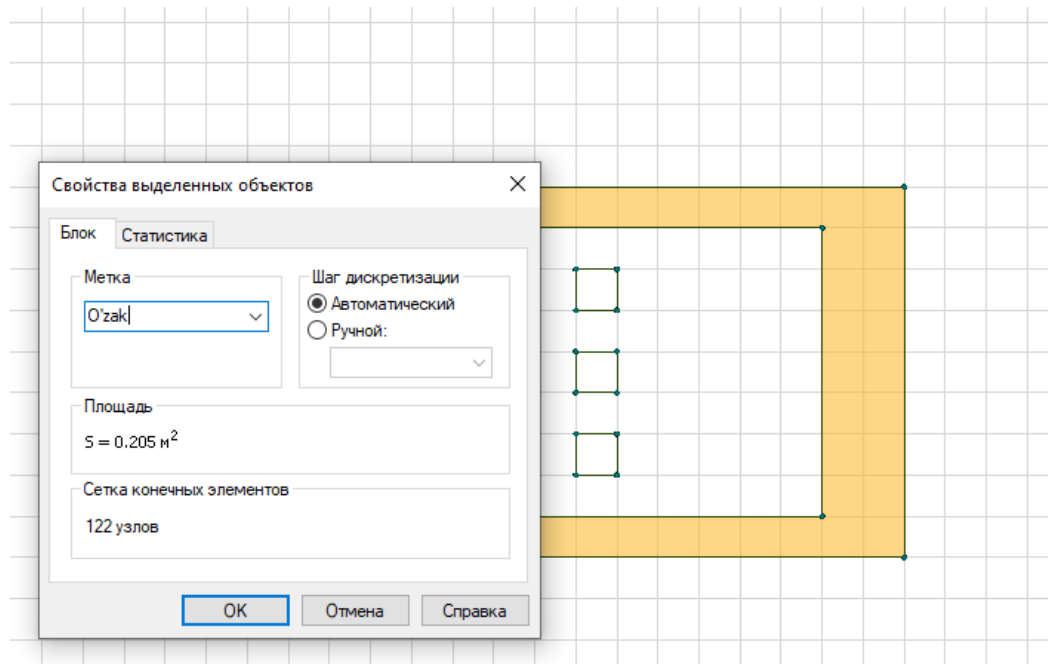 Свойства выделенных объектов
Блок
Статистика
Метка
O'zak
Шаг дискретизации
Автоматический
Ручной:
Площадь
S = 0.205 м²
Сетка конечных элементов
122 узлов
OK
Отмена
Справка